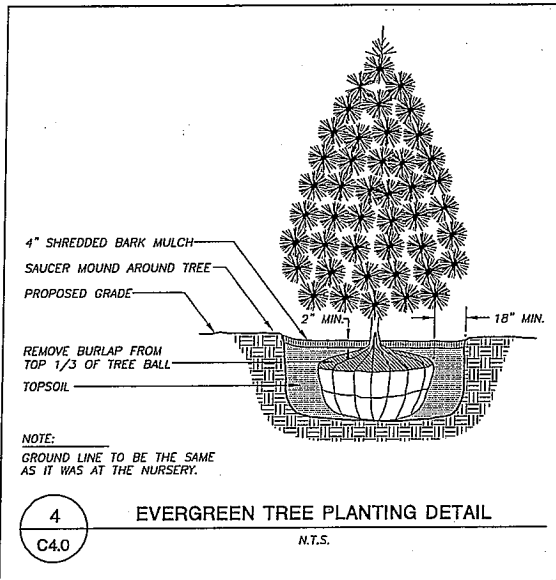 4" SHREDDED BARK MULCH
SAUCER MOUND AROUND TREE
PROPOSED GRADE
2" MIN.
18" MIN.
REMOVE BURLAP FROM
TOP 1/3 OF TREE BALL
TOPSOIL
NOTE:
GROUND LINE TO BE THE SAME
AS IT WAS AT THE NURSERY.
4
C4.0
EVERGREEN TREE PLANTING DETAIL
N.T.S.